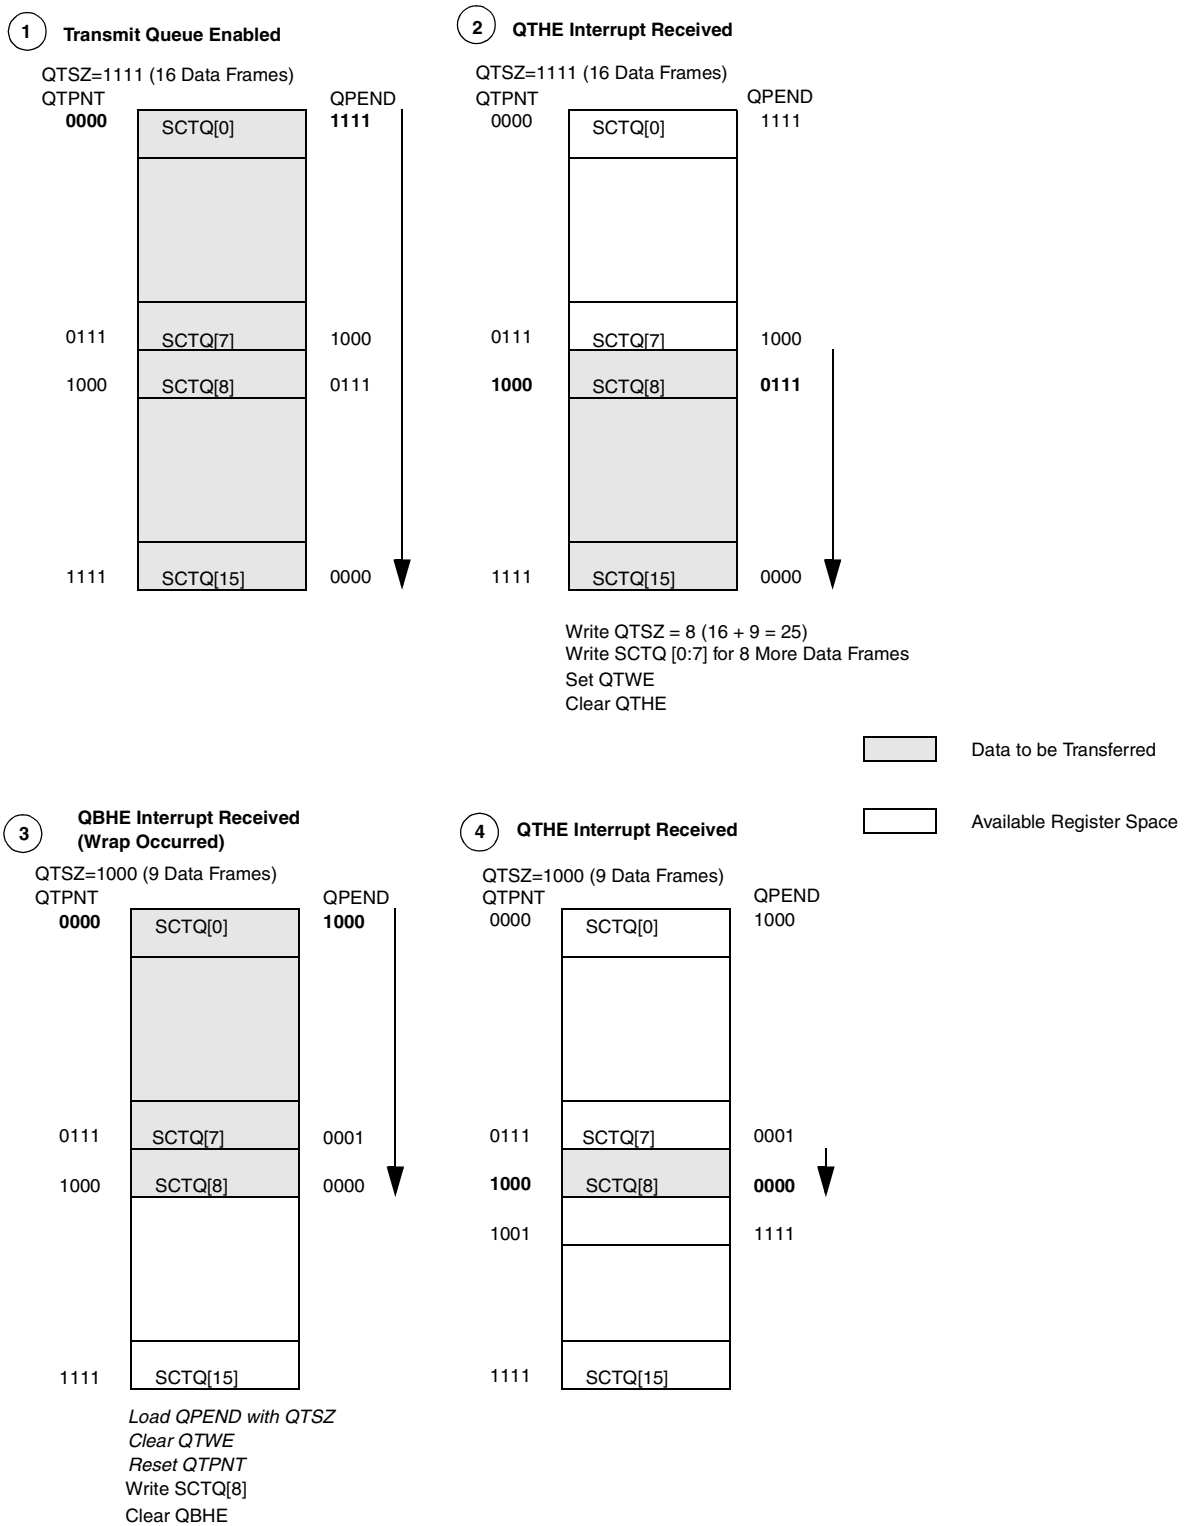 1 Transmit Queue Enabled
QTSZ=1111 (16 Data Frames)
QTPNT QPEND
0000 SCTQ[0] 1111
0111 SCTQ[7] 1000
1000 SCTQ[8] 0111
1111 SCTQ[15] 0000
2 QTHE Interrupt Received
QTSZ=1111 (16 Data Frames)
QTPNT QPEND
0000 SCTQ[0] 1111
0111 SCTQ[7] 1000
1000 SCTQ[8] 0111
1111 SCTQ[15] 0000
Write QTSZ = 8 (16 + 9 = 25)
Write SCTQ [0:7] for 8 More Data Frames
Set QTWE
Clear QTHE
Data to be Transferred
Available Register Space
3 QBHE Interrupt Received
(Wrap Occurred)
QTSZ=1000 (9 Data Frames)
QTPNT QPEND
0000 SCTQ[0] 1000
0111 SCTQ[7] 0001
1000 SCTQ[8] 0000
1111 SCTQ[15]
Load QPEND with QTSZ
Clear QTWE
Reset QTPNT
Write SCTQ[8]
Clear QBHE
4 QTHE Interrupt Received
QTSZ=1000 (9 Data Frames)
QTPNT QPEND
0000 SCTQ[0] 1000
0111 SCTQ[7] 0001
1000 SCTQ[8] 0000
1001 1111
1111 SCTQ[15]